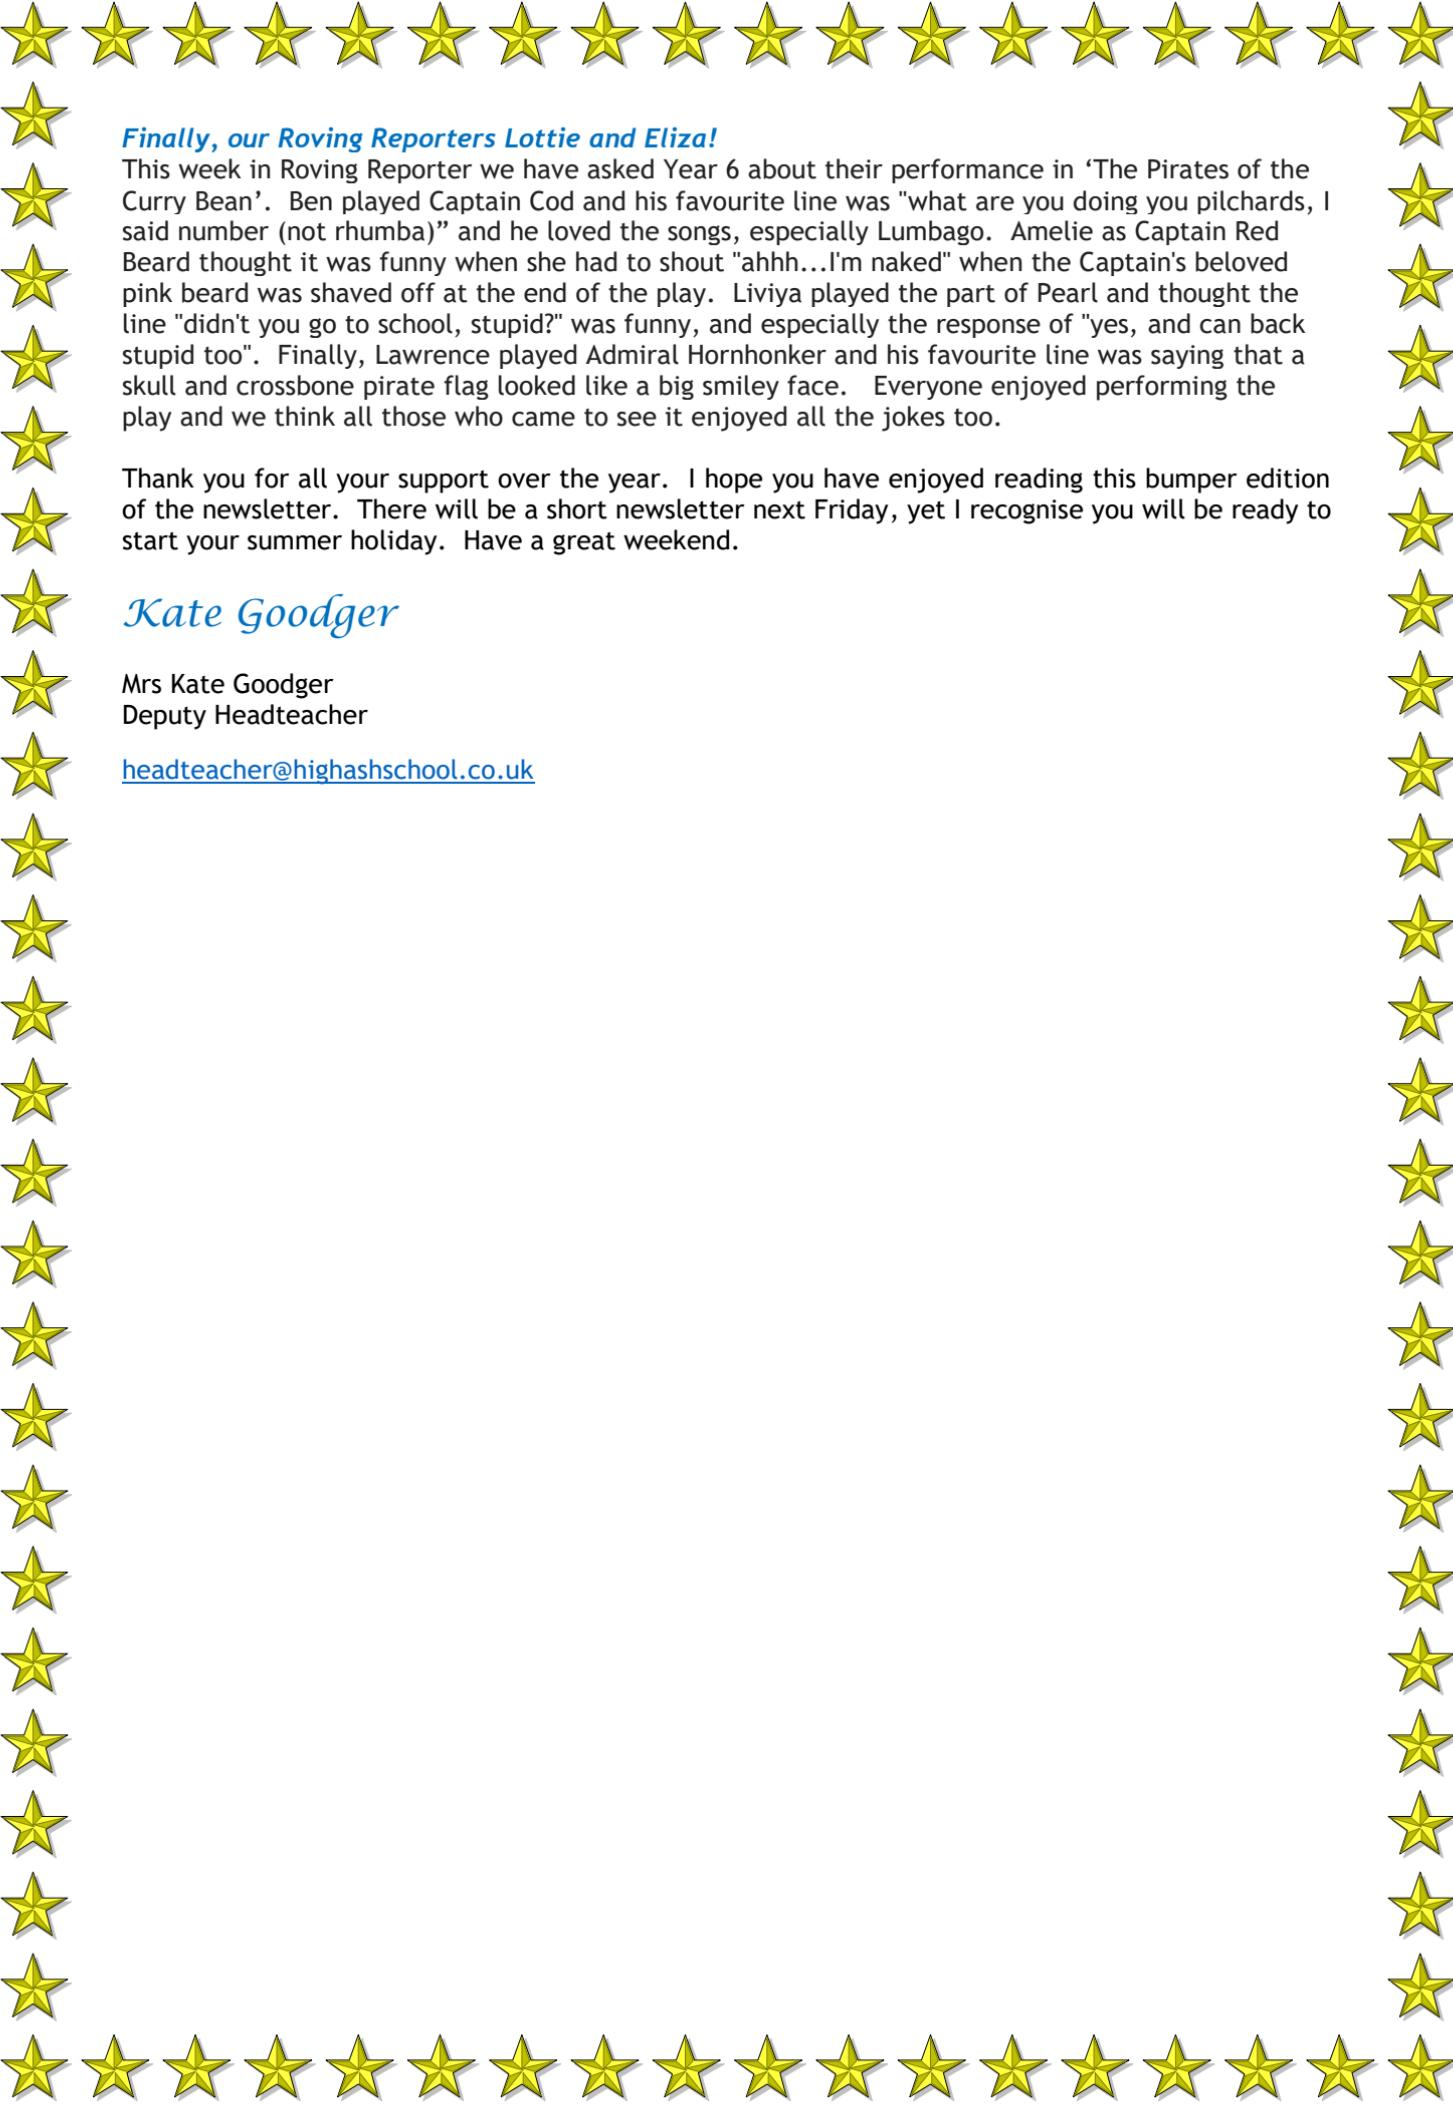 Finally, our Roving Reporters Lottie and Eliza!
This week in Roving Reporter we have asked Year 6 about their performance in ‘The Pirates of the
Curry Bean’.  Ben played Captain Cod and his favourite line was "what are you doing you pilchards, I
said number (not rhumba)” and he loved the songs, especially Lumbago.  Amelie as Captain Red
Beard thought it was funny when she had to shout "ahhh...I'm naked" when the Captain's beloved
pink beard was shaved off at the end of the play.  Liviya played the part of Pearl and thought the
line "didn't you go to school, stupid?" was funny, and especially the response of "yes, and can back
stupid too".  Finally, Lawrence played Admiral Hornhonker and his favourite line was saying that a
skull and crossbone pirate flag looked like a big smiley face.   Everyone enjoyed performing the
play and we think all those who came to see it enjoyed all the jokes too.
Thank you for all your support over the year.  I hope you have enjoyed reading this bumper edition
of the newsletter.  There will be a short newsletter next Friday, yet I recognise you will be ready to
start your summer holiday.  Have a great weekend.
Kate Goodger
Mrs Kate Goodger
Deputy Headteacher
headteacher@highashschool.co.uk